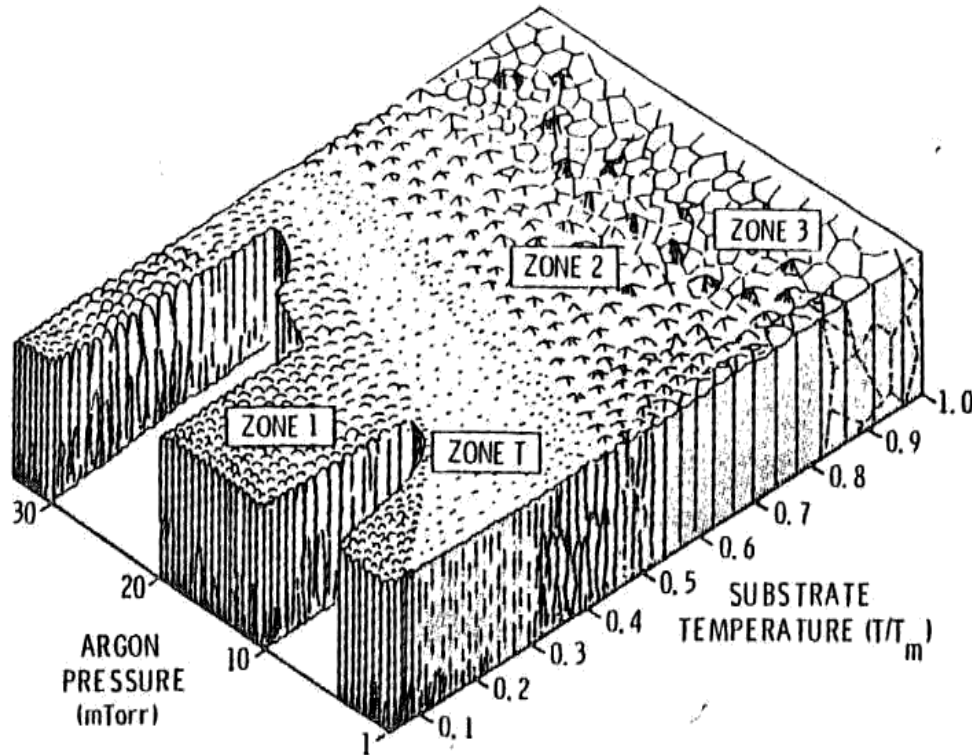 ZONE 3
ZONE 2
ZONE 1
ZONE T
30
20
10
1
ARGON
PRESSURE
(mTorr)
0.1
0.2
0.3
0.4
0.5
0.6
0.7
0.8
0.9
1.0
SUBSTRATE
TEMPERATURE (T/Tm)